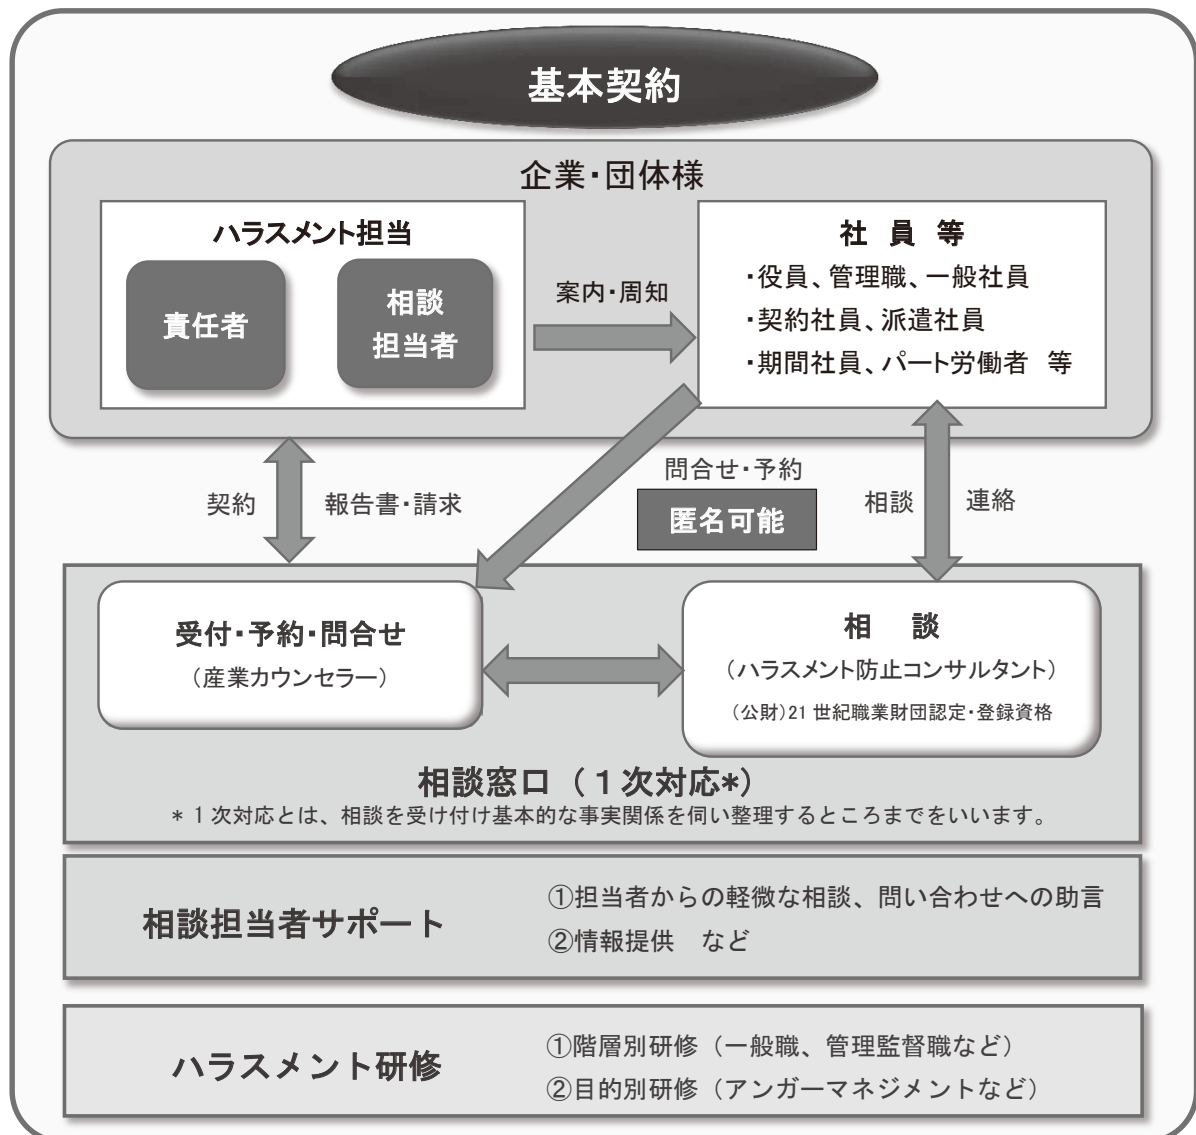 基本契約
企業・団体様
ハラスメント担当
責任者
相談
担当者
案内・周知
社 員 等
・役員、管理職、一般社員
・契約社員、派遣社員
・期間社員、パート労働者 等
契約
報告書・請求
問合せ・予約
匿名可能
相談
連絡
受付・予約・問合せ
（産業カウンセラー）
相 談
（ハラスメント防止コンサルタント）
（公財）21 世紀職業財団認定・登録資格
相談窓口（１次対応*）
* １次対応とは、相談を受け付け基本的な事実関係を伺い整理するところまでをいいます。
相談担当者サポート
①担当者からの軽微な相談、問い合わせへの助言
②情報提供 など
ハラスメント研修
①階層別研修（一般職、管理監督職など）
②目的別研修（アンガーマネジメントなど）